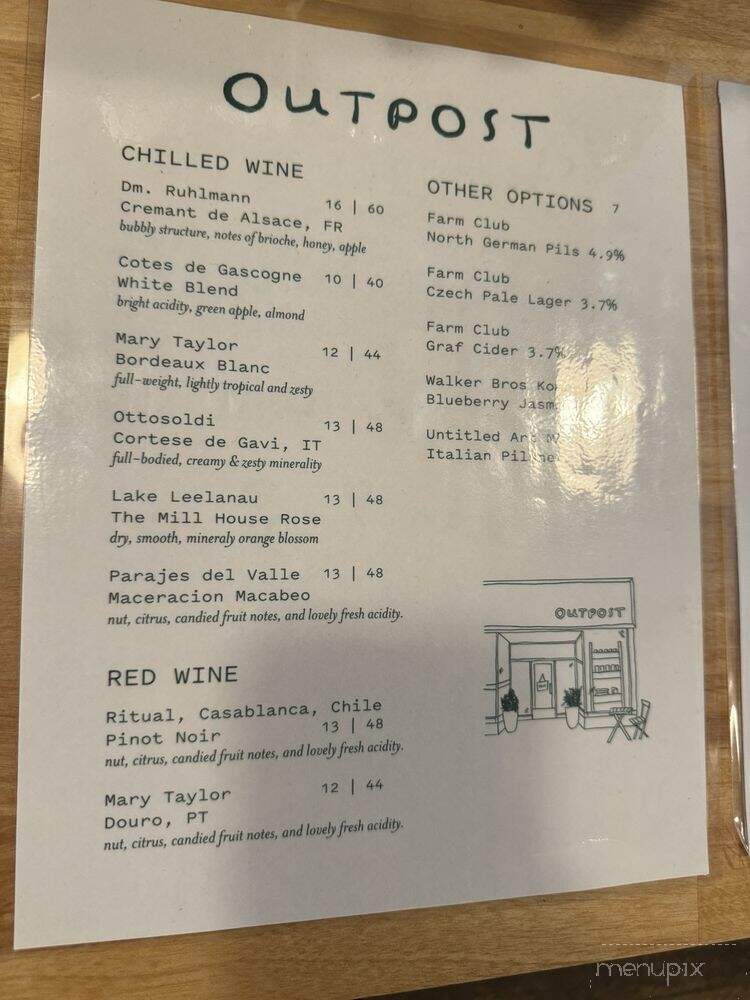 OUTPOST
CHILLED WINE
Dm. Ruhlmann
16 | 60
Cremant de Alsace, FR
bubbly structure, notes of brioche, honey, apple
Cotes de Gascogne
10 | 40
White Blend
bright acidity, green apple, almond
Mary Taylor
12 | 44
Bordeaux Blanc
full-weight, lightly tropical and zesty
Ottosoldi
13 | 48
Cortese de Gavi, IT
full-bodied, creamy & zesty minerality
Lake Leelanau
13 | 48
The Mill House Rose
dry, smooth, mineraly orange blossom
Parajes del Valle
13 | 48
Maceracion Macabeo
nut, citrus, candied fruit notes, and lovely fresh acidity.
RED WINE
Ritual, Casablanca, Chile
13 | 48
Pinot Noir
nut, citrus, candied fruit notes, and lovely fresh acidity.
Mary Taylor
12 | 44
Douro, PT
nut, citrus, candied fruit notes, and lovely fresh acidity.
OTHER OPTIONS 7
Farm Club
North German Pils 4.9%
Farm Club
Czech Pale Lager 3.7%
Farm Club
Graf Cider 3.7%
Walker Bros
Blueberry
Untitled Art
Italian
OUTPOST
menupix